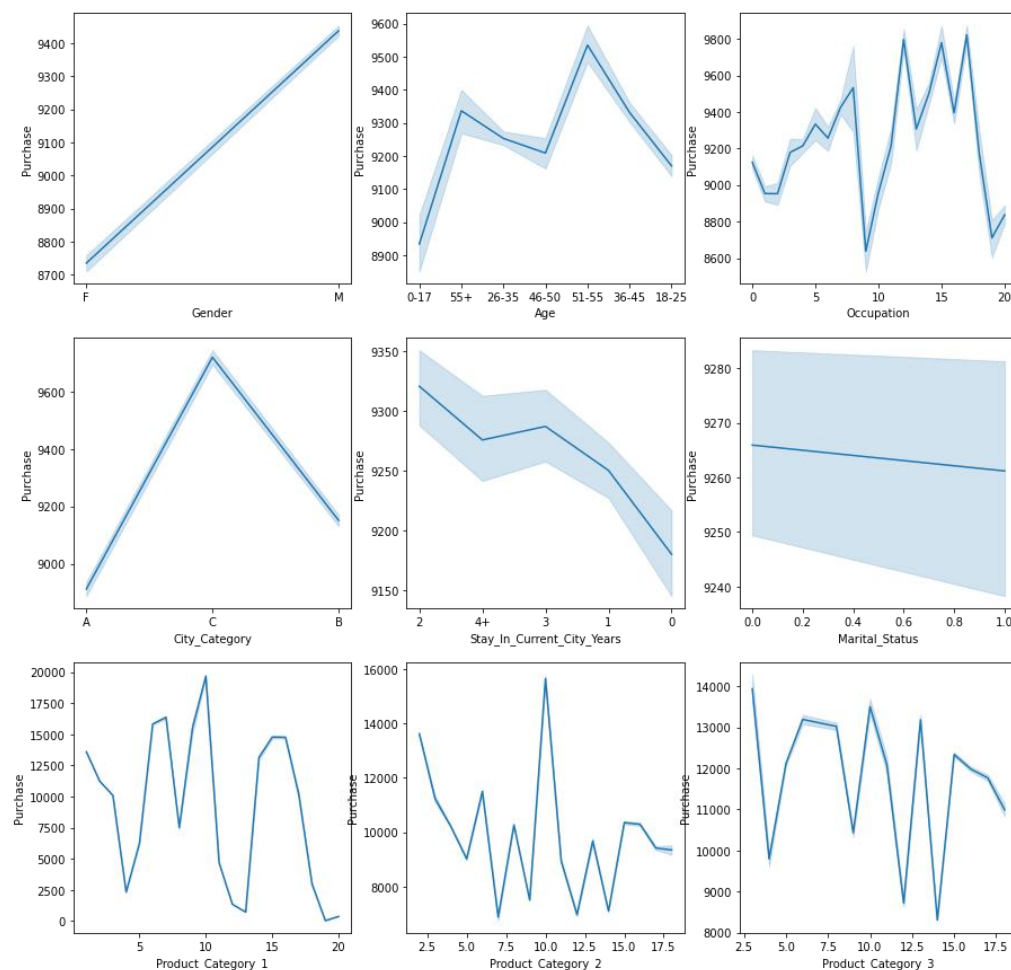 Purchase
9400
9300
9200
9100
9000
8900
8800
8700
F M
Gender
Purchase
9600
9500
9400
9300
9200
9100
9000
8900
0-17 55+ 26-35 46-50 51-55 36-45 18-25
Age
Purchase
9800
9600
9400
9200
9000
8800
8600
0 5 10 15 20
Occupation
Purchase
9600
9400
9200
9000
A C B
City_Category
Purchase
9350
9300
9250
9200
9150
2 4+ 3 1 0
Stay_In_Current_City_Years
Purchase
9280
9270
9260
9250
9240
0.0 0.2 0.4 0.6 0.8 1.0
Marital_Status
Purchase
20000
17500
15000
12500
10000
7500
5000
2500
0
5 10 15 20
Product_Category_1
Purchase
16000
14000
12000
10000
8000
2.5 5.0 7.5 10.0 12.5 15.0 17.5
Product_Category_2
Purchase
14000
13000
12000
11000
10000
9000
8000
2.5 5.0 7.5 10.0 12.5 15.0 17.5
Product_Category_3